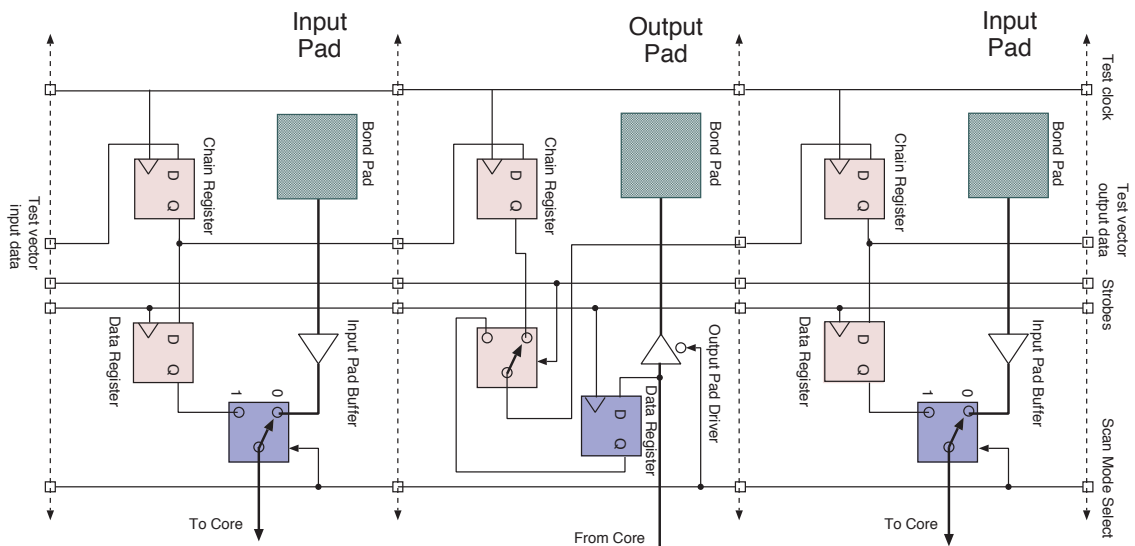 Input
Pad
Output
Pad
Input
Pad
Test clock
Bond Pad
Bond Pad
Bond Pad
Chain Register
Chain Register
Chain Register
D
Q
D
Q
D
Q
Test vector
input data
Test vector
output data
Strobes
Data Register
D
Q
Input Pad Buffer
Output Pad Driver
Data Register
D
Q
Input Pad Buffer
Data Register
D
Q
1
0
1
0
Scan Mode Select
To Core
From Core
To Core